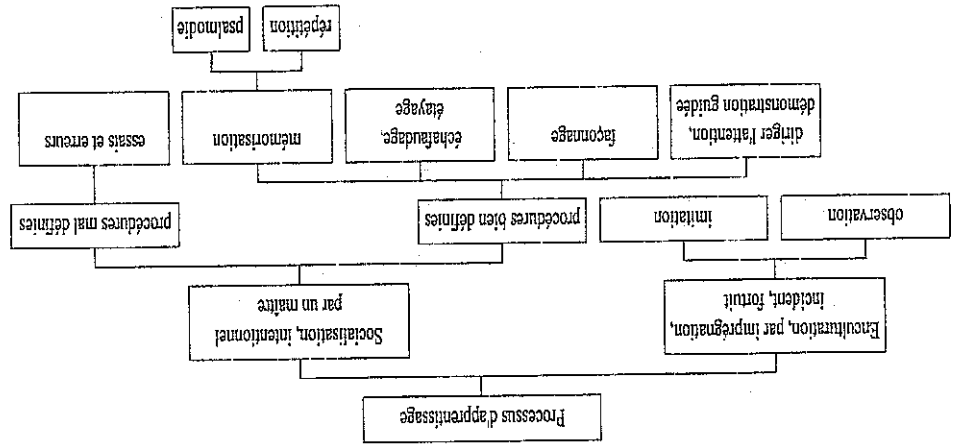 Processus d'apprentissage
Enculturation, par imprégnation,
incident, fortuit
Socialisation, intentionnel
par un maître
observation
imitation
procédures bien définies
procédures mal définies
diriger l'attention,
démonstration guidée
façonnage
échafaudage,
étayage
mémorisation
essais et erreurs
répétition
psalmodie